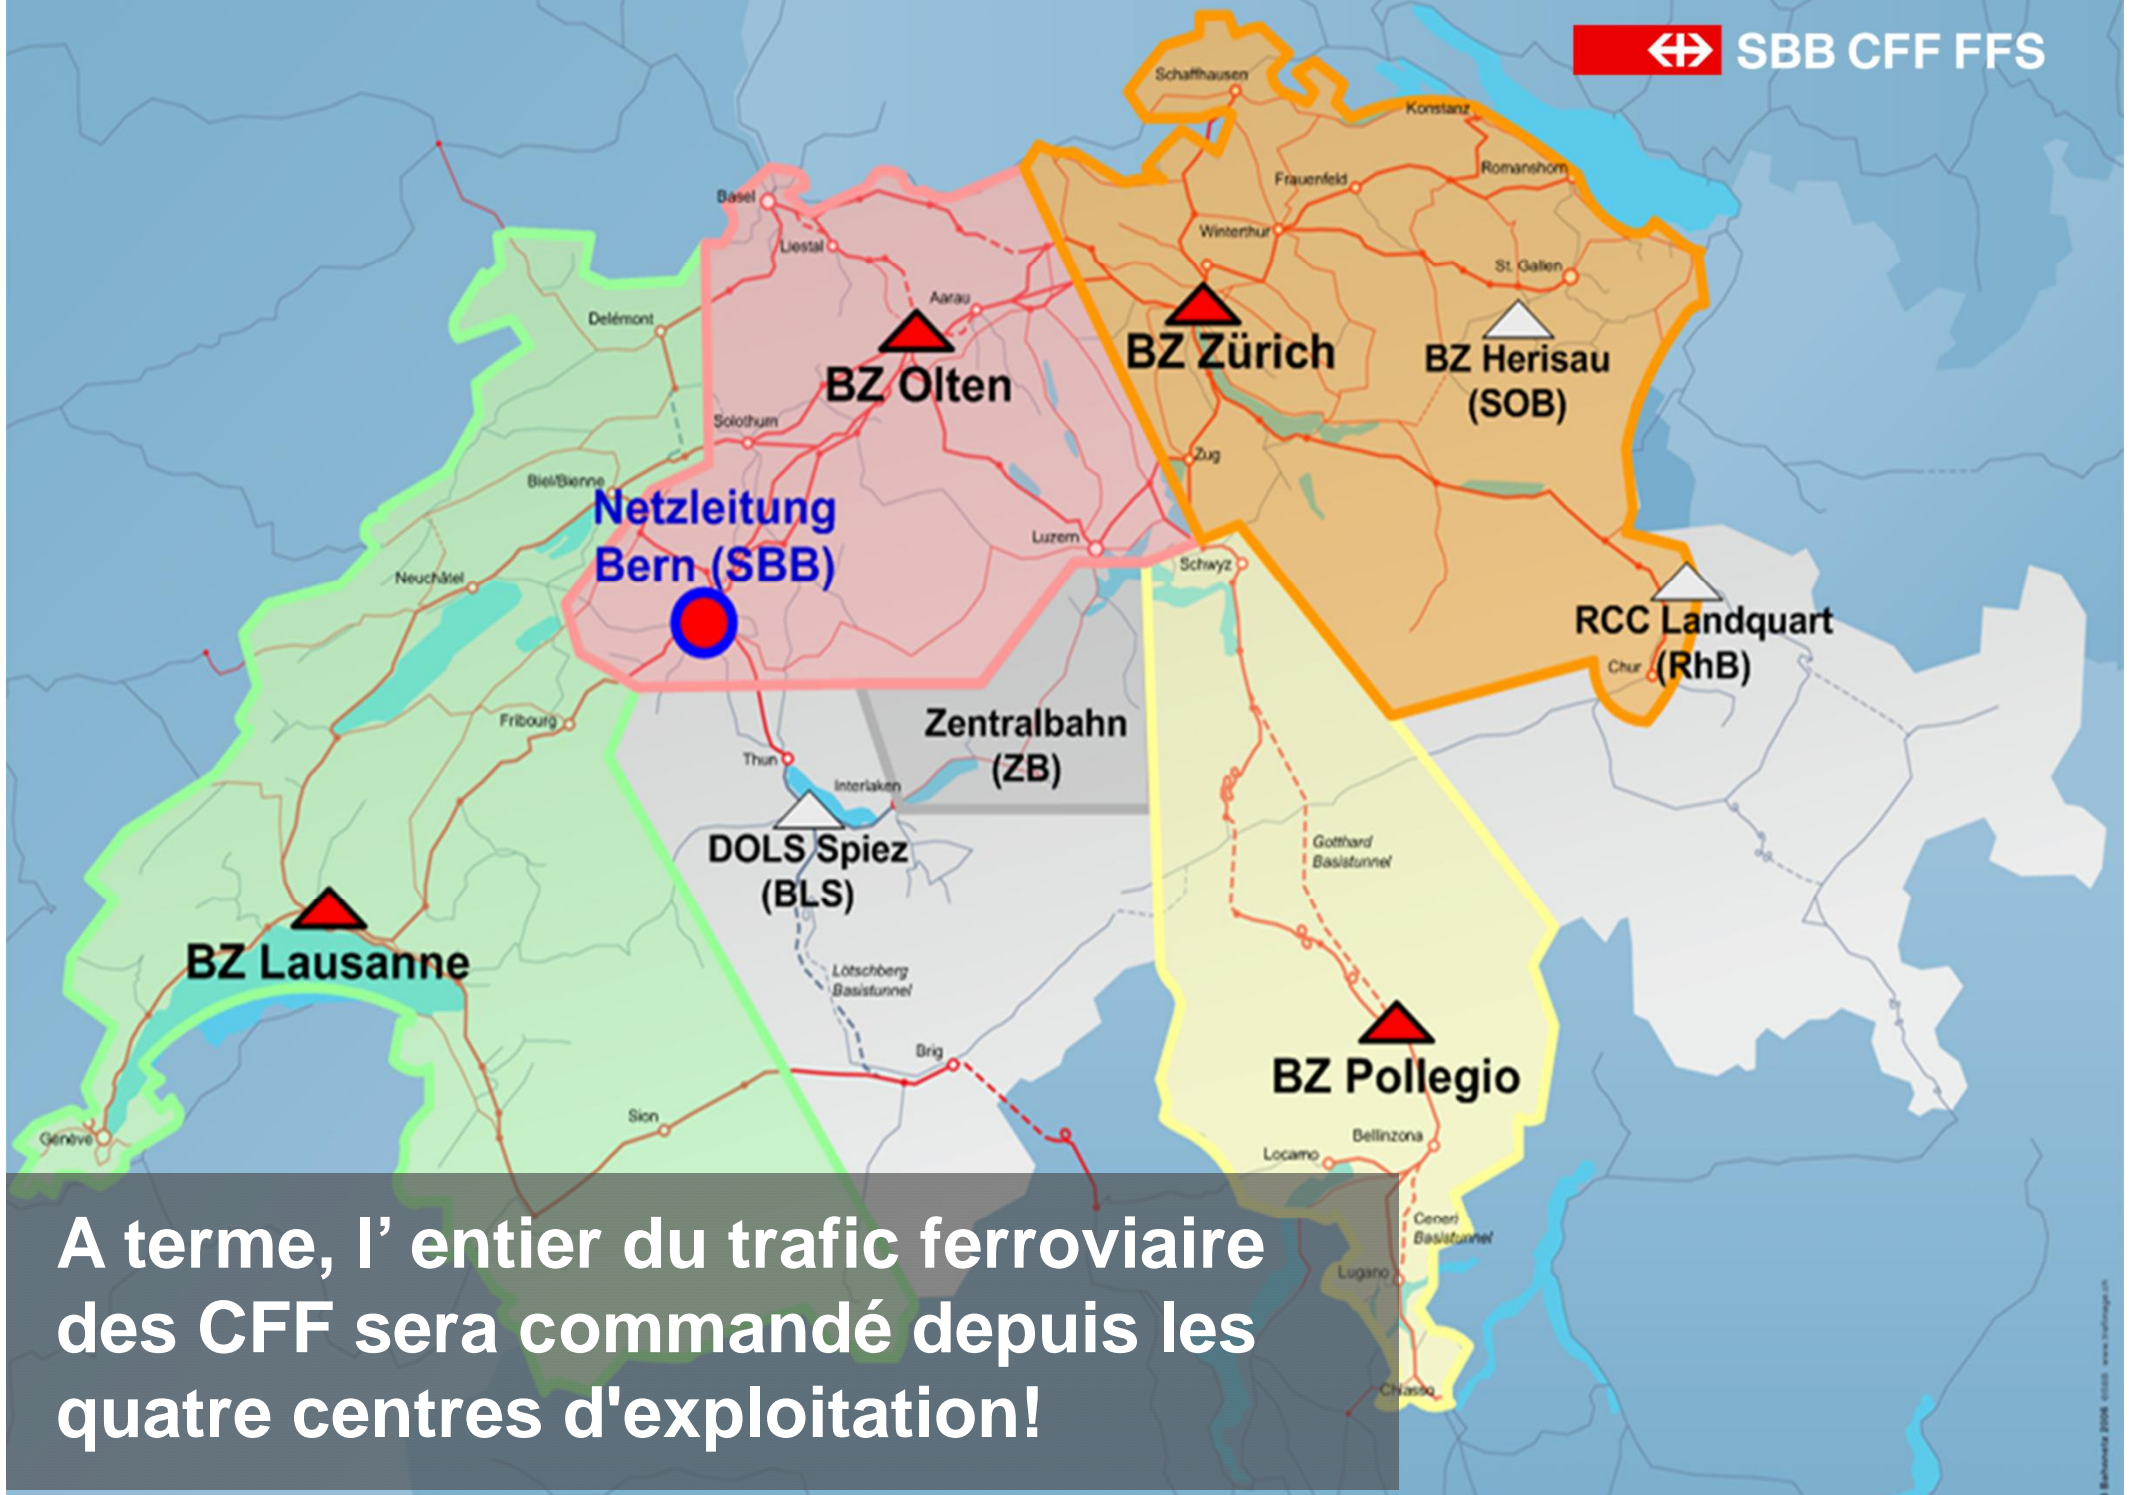 SBB CFF FFS
Schaffhausen
Konstanz
Romanshorn
Frauenfeld
Basel
Winterthur
Liestal
St. Gallen
Aarau
Delémont
BZ Zürich
BZ Herisau
(SOB)
BZ Olten
Solothurn
Zug
Biel/Bienne
Netzleitung
Bern (SBB)
Luzern
Schwyz
Neuchâtel
RCC Landquart
(RhB)
Chur
Fribourg
Zentralbahn
(ZB)
Thun
Interlaken
DOLS Spiez
(BLS)
Gotthard
Basistunnel
BZ Lausanne
Lötschberg
Basistunnel
Brig
BZ Pollegio
Sion
Genève
Bellinzona
Locarno
Ceneri
Basistunnel
Lugano
Chiasso
A terme, l’ entier du trafic ferroviaire
des CFF sera commandé depuis les
quatre centres d'exploitation!